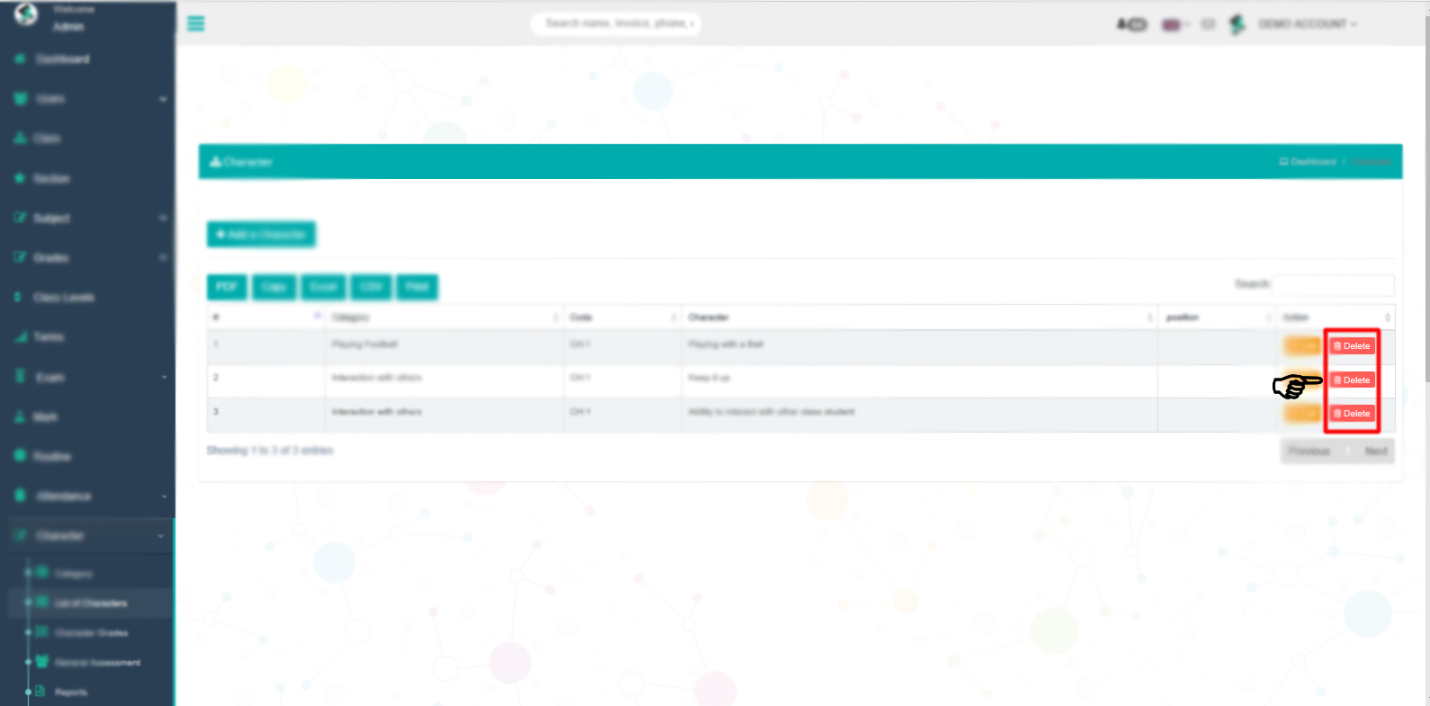 Welcome
Admin
Search name, Invoice, phone,
DEMO ACCOUNT
Dashboard
Users
Class
Section
Subject
Grades
Class Levels
Terms
Exam
Mark
Routine
Attendance
Character
Category
List of Characters
Character Grades
General Assessment
Reports
Character
Dashboard /
+ Add a Character
PDF
Copy
Excel
CSV
Print
Search:
# Category Code Character position Action
1 Playing Football CH 1 Playing with a Ball Delete
2 Interaction with others CH 1 Keep it up Delete
3 Interaction with others CH 1 Ability to interact with other class student Delete
Showing 1 to 3 of 3 entries
Previous 1 Next